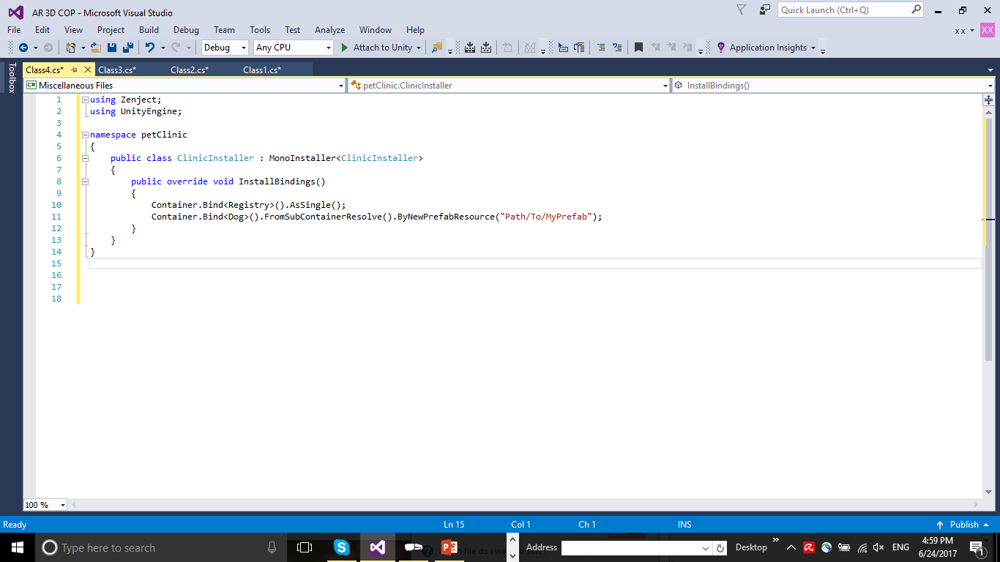 AR 3D COP - Microsoft Visual Studio
Quick Launch (Ctrl+Q)
File Edit View Project Build Debug Team Tools Test Analyze Window Help
x x XX
Debug Any CPU Attach to Unity Application Insights
Toolbox
Class4.cs* Class3.cs* Class2.cs* Class1.cs*
C# Miscellaneous Files petClinic.ClinicInstaller InstallBindings()
1 using Zenject;
2 using UnityEngine;
3
4 namespace petClinic
5 {
6 public class ClinicInstaller : MonoInstaller<ClinicInstaller>
7 {
8 public override void InstallBindings()
9 {
10 Container.Bind<Registry>().AsSingle();
11 Container.Bind<Dog>().FromSubContainerResolve().ByNewPrefabResource("Path/To/MyPrefab");
12 }
13 }
14 }
15
16
17
18
100 %
Ready Ln 15 Col 1 Ch 1 INS Publish
Type here to search
Address
Desktop
ENG
4:59 PM
6/24/2017
1